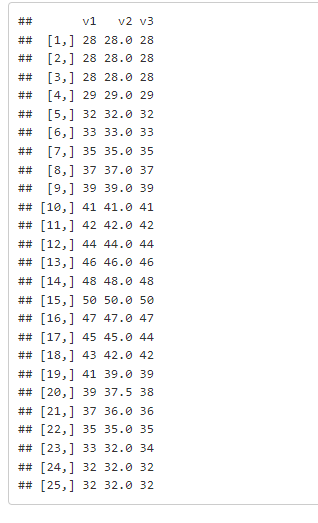 ##       v1   v2 v3
##  [1,] 28 28.0 28
##  [2,] 28 28.0 28
##  [3,] 28 28.0 28
##  [4,] 29 29.0 29
##  [5,] 32 32.0 32
##  [6,] 33 33.0 33
##  [7,] 35 35.0 35
##  [8,] 37 37.0 37
##  [9,] 39 39.0 39
## [10,] 41 41.0 41
## [11,] 42 42.0 42
## [12,] 44 44.0 44
## [13,] 46 46.0 46
## [14,] 48 48.0 48
## [15,] 50 50.0 50
## [16,] 47 47.0 47
## [17,] 45 45.0 44
## [18,] 43 42.0 42
## [19,] 41 39.0 39
## [20,] 39 37.5 38
## [21,] 37 36.0 36
## [22,] 35 35.0 35
## [23,] 33 32.0 34
## [24,] 32 32.0 32
## [25,] 32 32.0 32